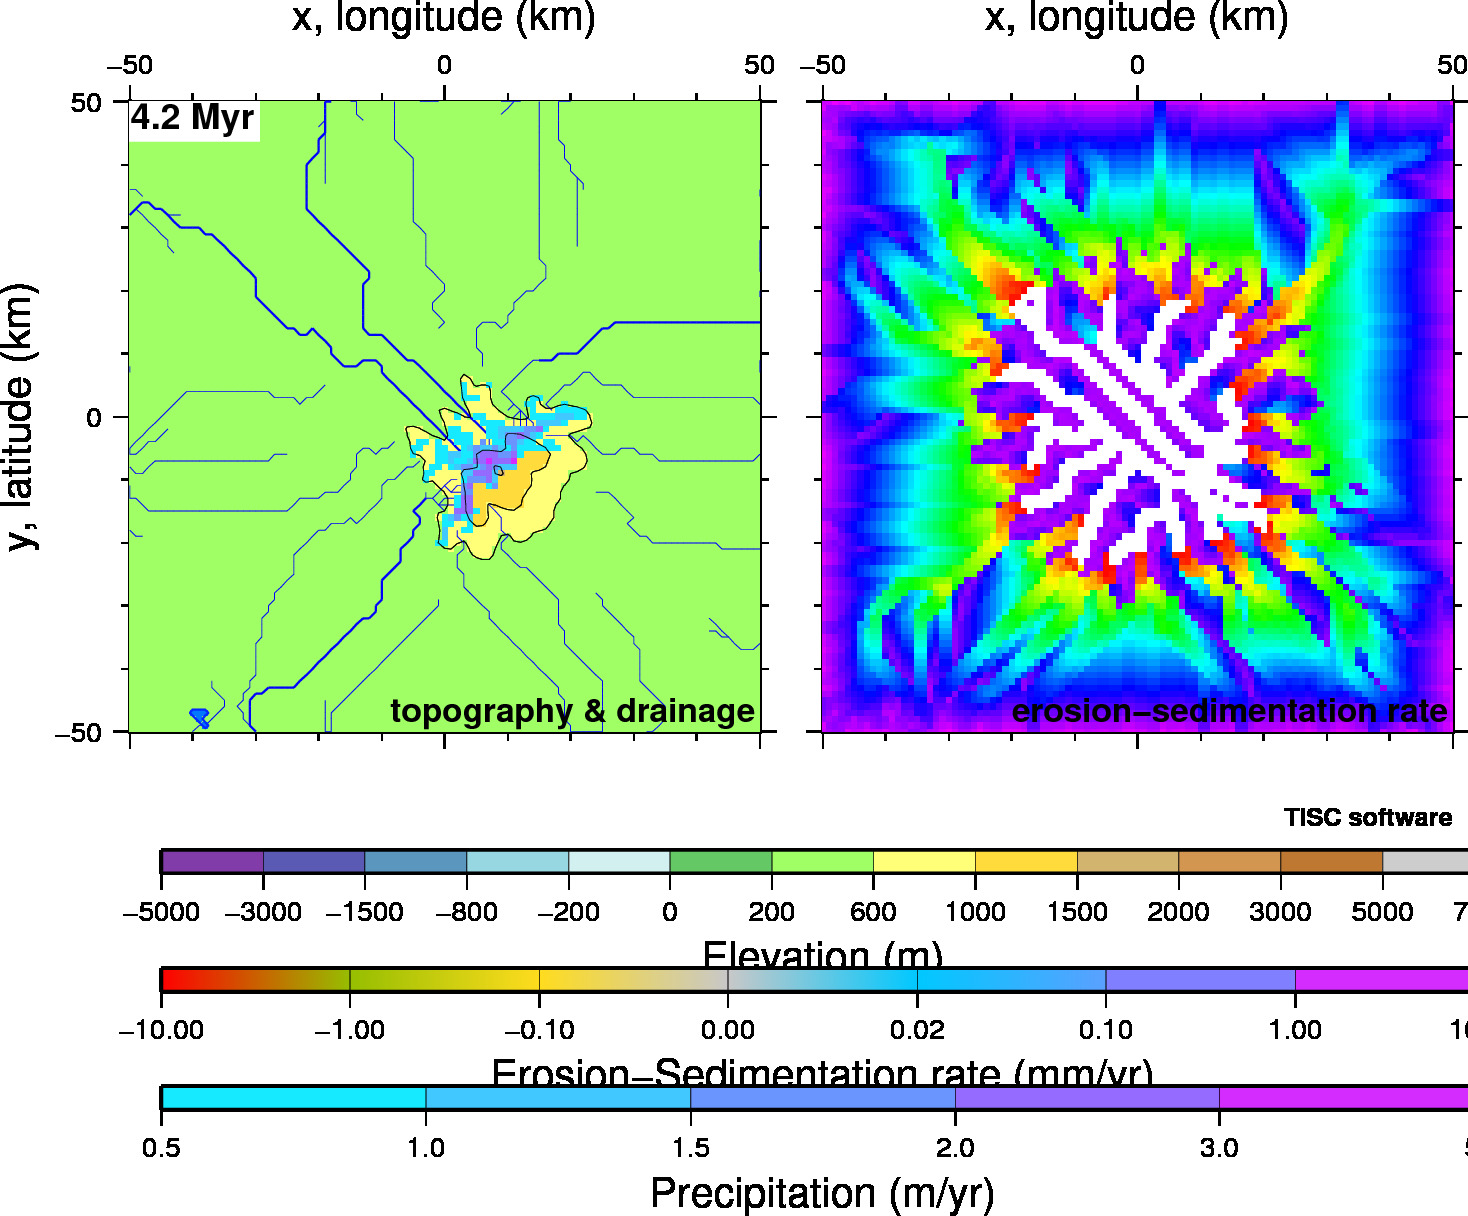 x, longitude (km) x, longitude (km)
−50 0 50 −50 0 50
50
4.2 Myr
0
−50
y, latitude (km)
topography & drainage
erosion−sedimentation rate
TISC software
−5000 −3000 −1500 −800 −200 0 200 600 1000 1500 2000 3000 5000 7
Elevation (m)
−10.00 −1.00 −0.10 0.00 0.02 0.10 1.00 10
Erosion−Sedimentation rate (mm/yr)
0.5 1.0 1.5 2.0 3.0 5
Precipitation (m/yr)